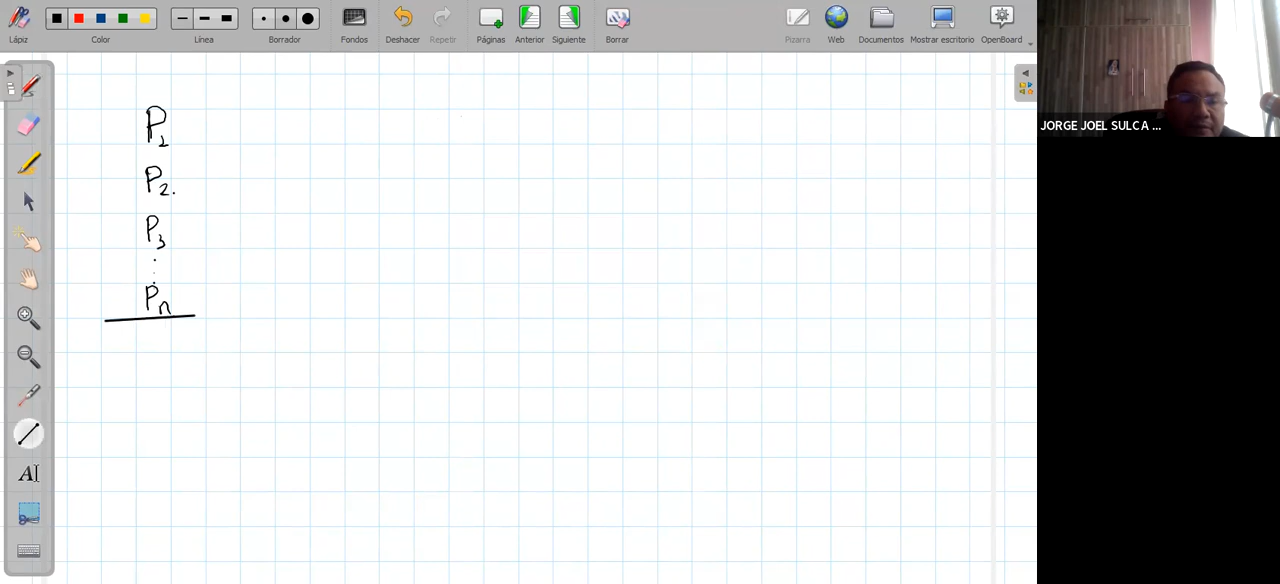 Lápiz
Color
Línea
Borrador
Fondos
Deshacer
Repetir
Páginas
Anterior
Siguiente
Borrar
Pizarra
Web
Documentos
Mostrar escritorio
OpenBoard
JORGE JOEL SULCA ...
P1
P2.
P3
⋮
Pn
A